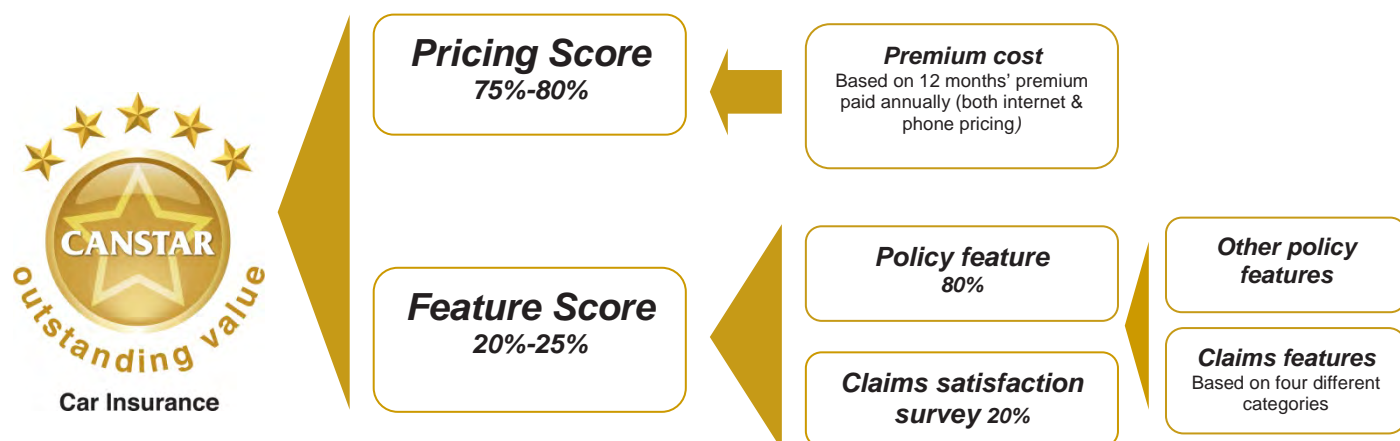 CANSTAR
outstanding value
Car Insurance
Pricing Score
75%-80%
Premium cost
Based on 12 months’ premium
paid annually (both internet &
phone pricing)
Feature Score
20%-25%
Policy feature
80%
Claims satisfaction
survey 20%
Other policy
features
Claims features
Based on four different
categories